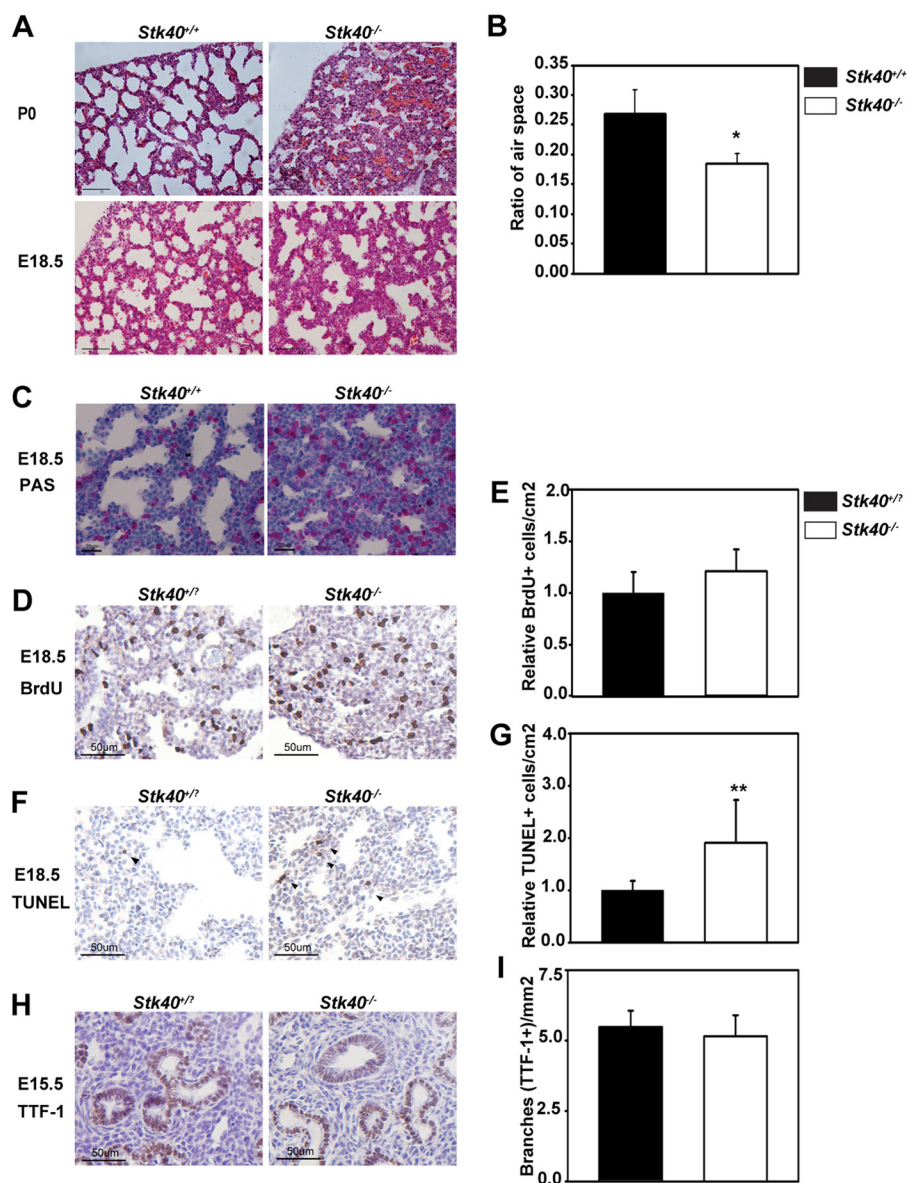 A
Stk40+/+
Stk40-/-
P0
E18.5
B
Ratio of air space
0.35
0.30
0.25
0.20
0.15
0.10
0.05
0.00
*
Stk40+/+
Stk40-/-
C
Stk40+/+
Stk40-/-
E18.5
PAS
D
Stk40+/?
Stk40-/-
E18.5
BrdU
50um
50um
E
Relative BrdU+ cells/cm2
2.0
1.5
1.0
0.5
0.0
Stk40+/?
Stk40-/-
F
Stk40+/?
Stk40-/-
E18.5
TUNEL
50um
50um
G
Relative TUNEL+ cells/cm2
4.0
3.0
2.0
1.0
0.0
**
H
Stk40+/?
Stk40-/-
E15.5
TTF-1
50um
50um
I
Branches (TTF-1+)/mm2
7.5
5.0
2.5
0.0